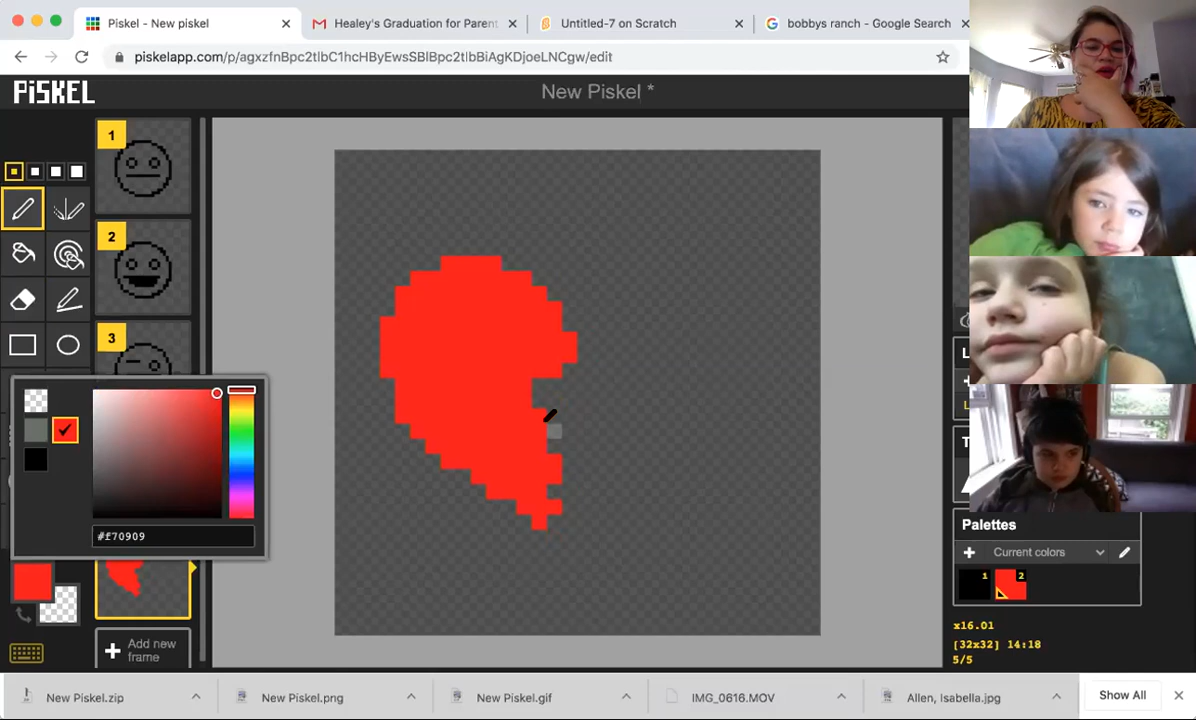 Piskel - New piskel
Healey's Graduation for Parent
Untitled-7 on Scratch
bobbys ranch - Google Search
piskelapp.com/p/agxzfnBpc2tlbC1hcHByEwsSBlBpc2tlbBiAgKDjoeLNCgw/edit
PiSKEL
New Piskel *
1
2
3
#f70909
Add new
frame
L
T
Palettes
Current colors
1
2
x16.01
[32x32] 14:18
5/5
New Piskel.zip
New Piskel.png
New Piskel.gif
IMG_0616.MOV
Allen, Isabella.jpg
Show All